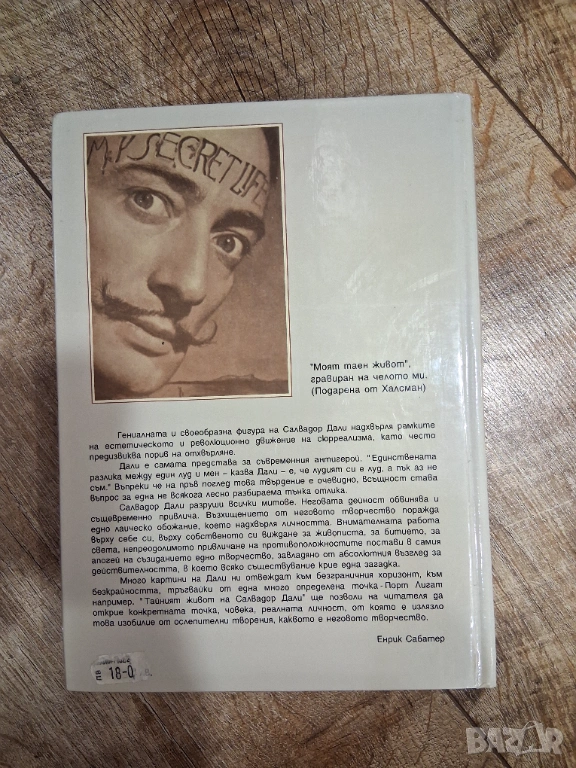 MY SECRET LIFE
"Моят таен живот",
гравиран на челото ми.
(Подарена от Халсман)
Гениалната и своеобразна фигура на Салвадор Дали надхвърля рамките
на естетическото и революционно движение на сюрреализма, като често
предизвиква порив на отхвърляне.
Дали е самата представа за съвременния антигерой. "Единствената
разлика между един луд и мен - казва Дали - е, че лудият си е луд, а пък аз не
съм." Въпреки че на пръв поглед това твърдение е очевидно, всъщност става
въпрос за една не всякога лесно разбираема тънка отлика.
Салвадор Дали разруши всички митове. Неговата дейност обвинява и
същевременно привлича. Възхищението от неговото творчество поражда
едно лаическо обожание, което надхвърля личността. Внимателната работа
върху себе си, върху собственото си виждане за живописта, за битието, за
света, непреодолимото привличане на противоположностите постави в самия
апогей на съзиданието едно творчество, завладяно от абсолютния възглед за
действителността, в което всяко съществувание крие една загадка.
Много картини на Дали ни отвеждат към безграничния хоризонт, към
безкрайността, тръгвайки от една много определена точка - Порт Лигат
например. "Тайният живот на Салвадор Дали" ще позволи на читателя да
открие конкретната точка, човека, реалната личност, от която е излязло
това изобилие от ослепителни творения, каквото е неговото творчество.
Енрик Сабатер
18-0
BAZAR